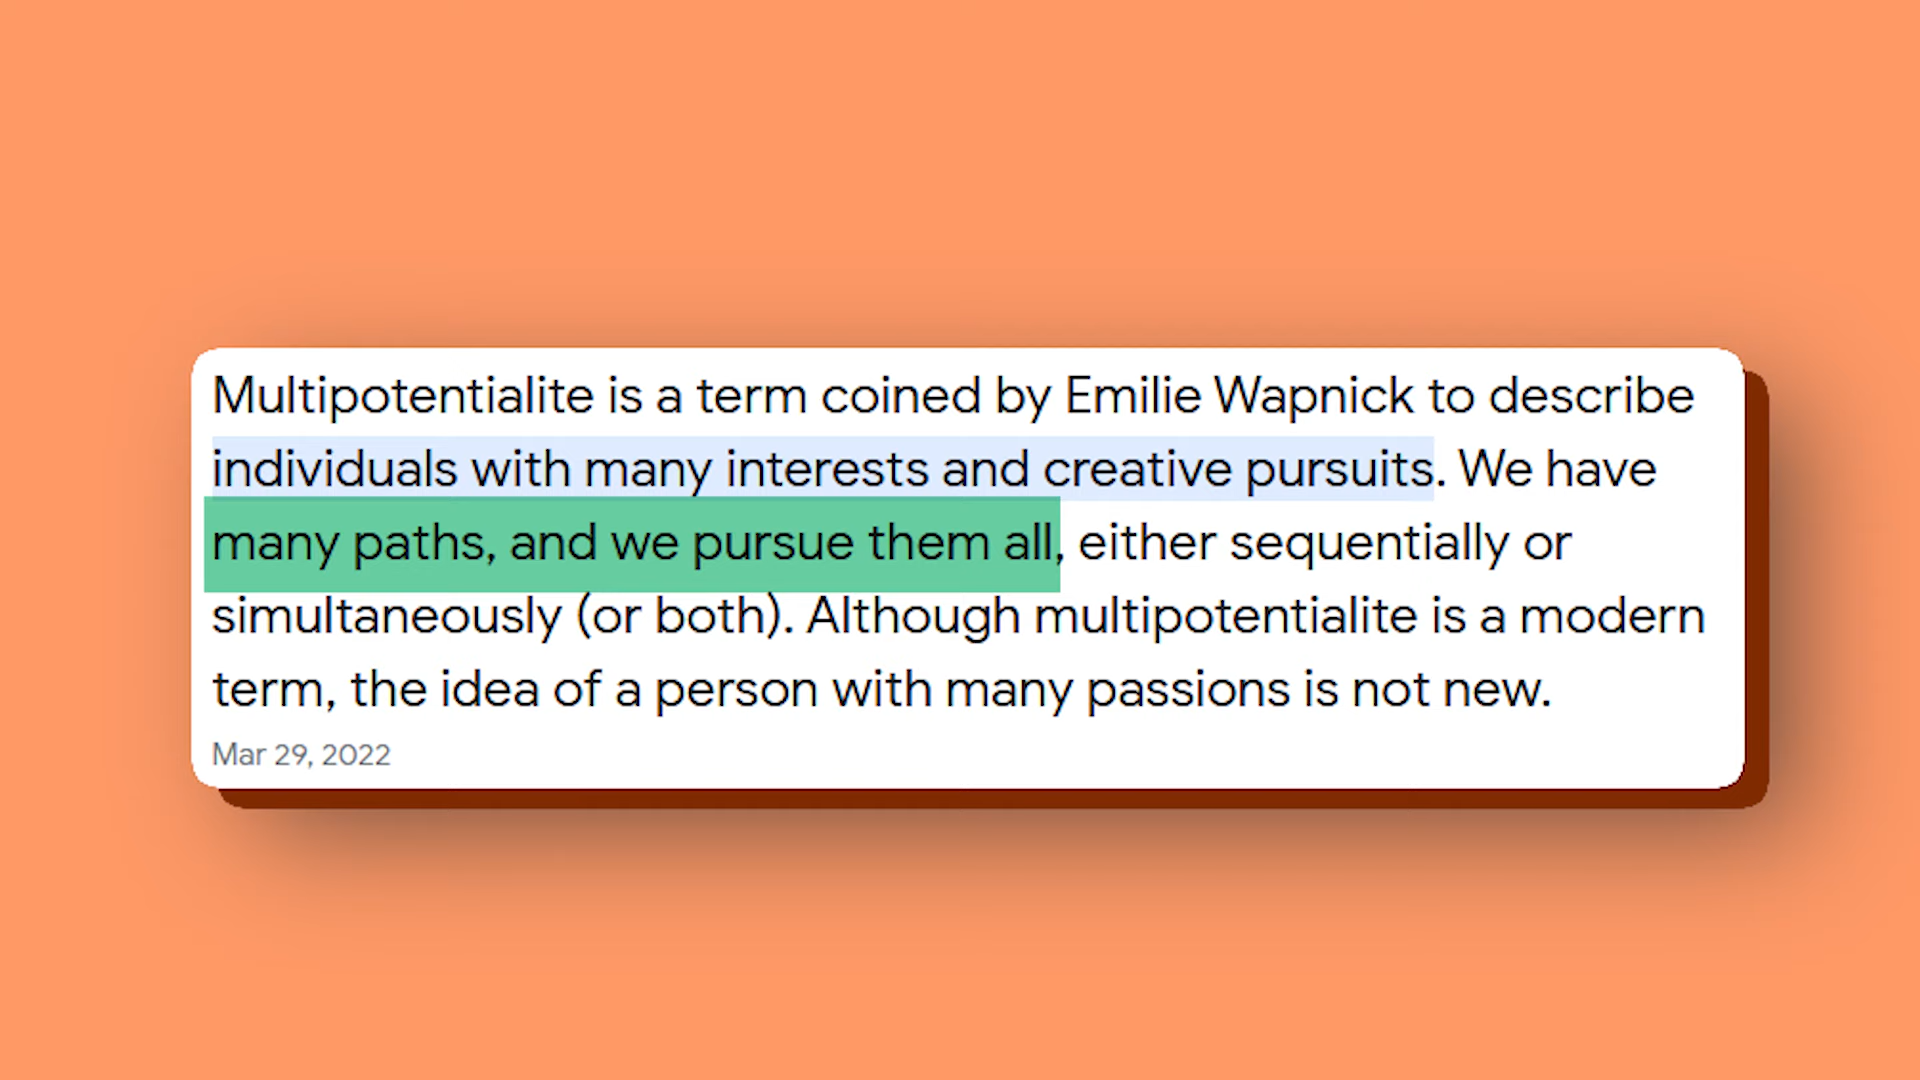 Multipotentialite is a term coined by Emilie Wapnick to describe
individuals with many interests and creative pursuits. We have
many paths, and we pursue them all, either sequentially or
simultaneously (or both). Although multipotentialite is a modern
term, the idea of a person with many passions is not new.
Mar 29, 2022